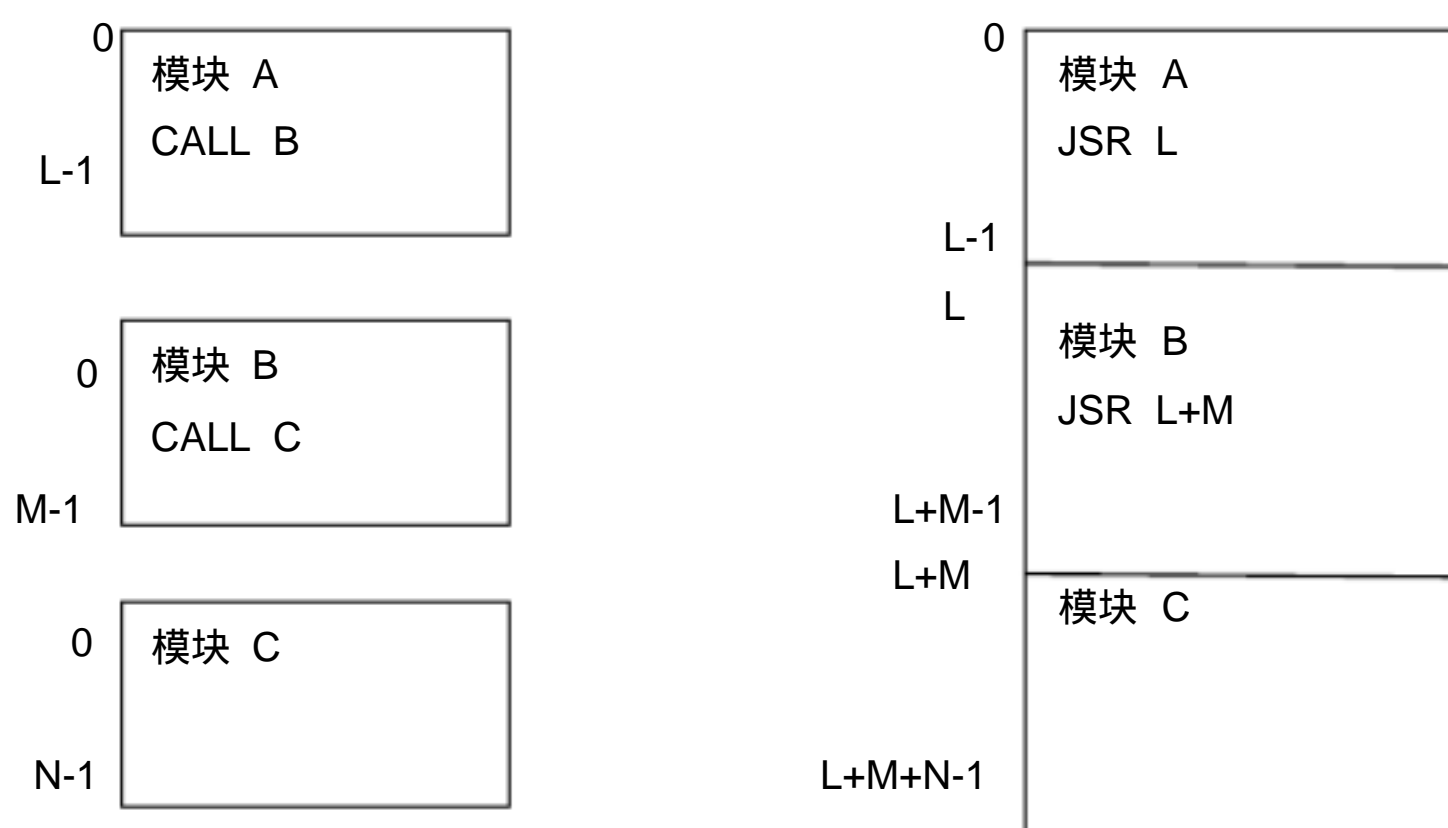 0
模块 A
CALL B
L-1
0
模块 B
CALL C
M-1
0
模块 C
N-1
0
模块 A
JSR L
L-1
L
模块 B
JSR L+M
L+M-1
L+M
模块 C
L+M+N-1